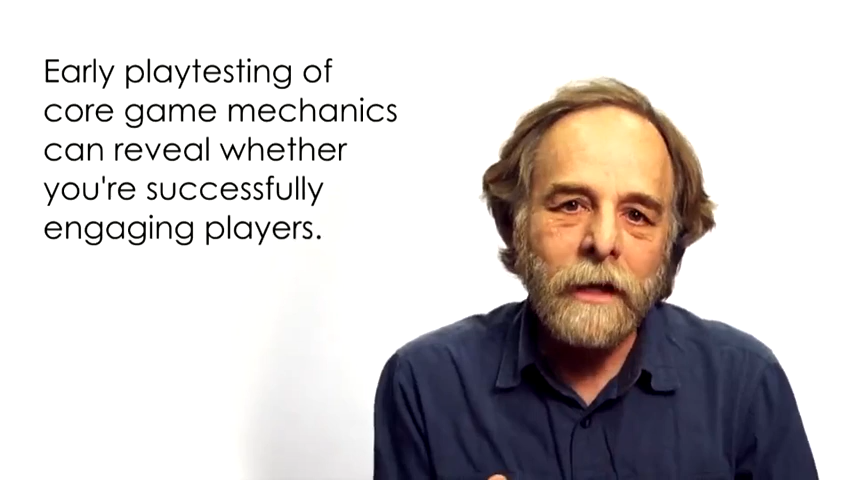 Early playtesting of
core game mechanics
can reveal whether
you're successfully
engaging players.